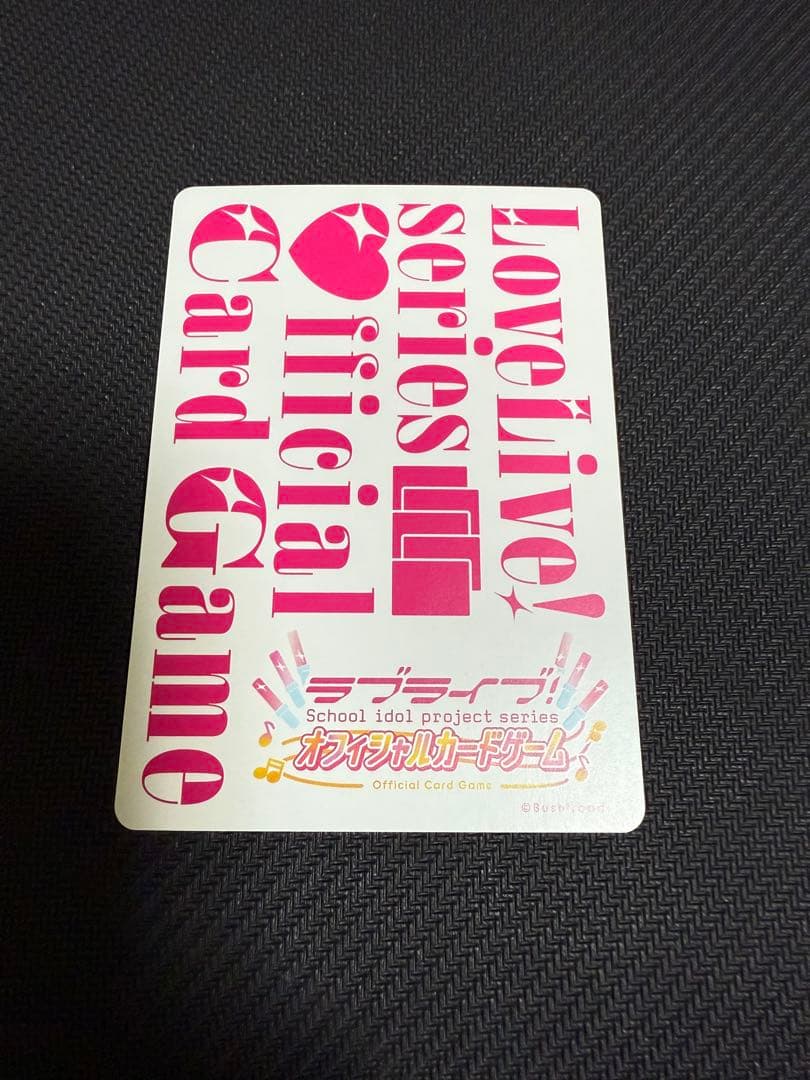 LoveLive!
series
Official
Card Game
ラブライブ!
School idol project series
オフィシャルカードゲーム
Official Card Game
©Bushiroad